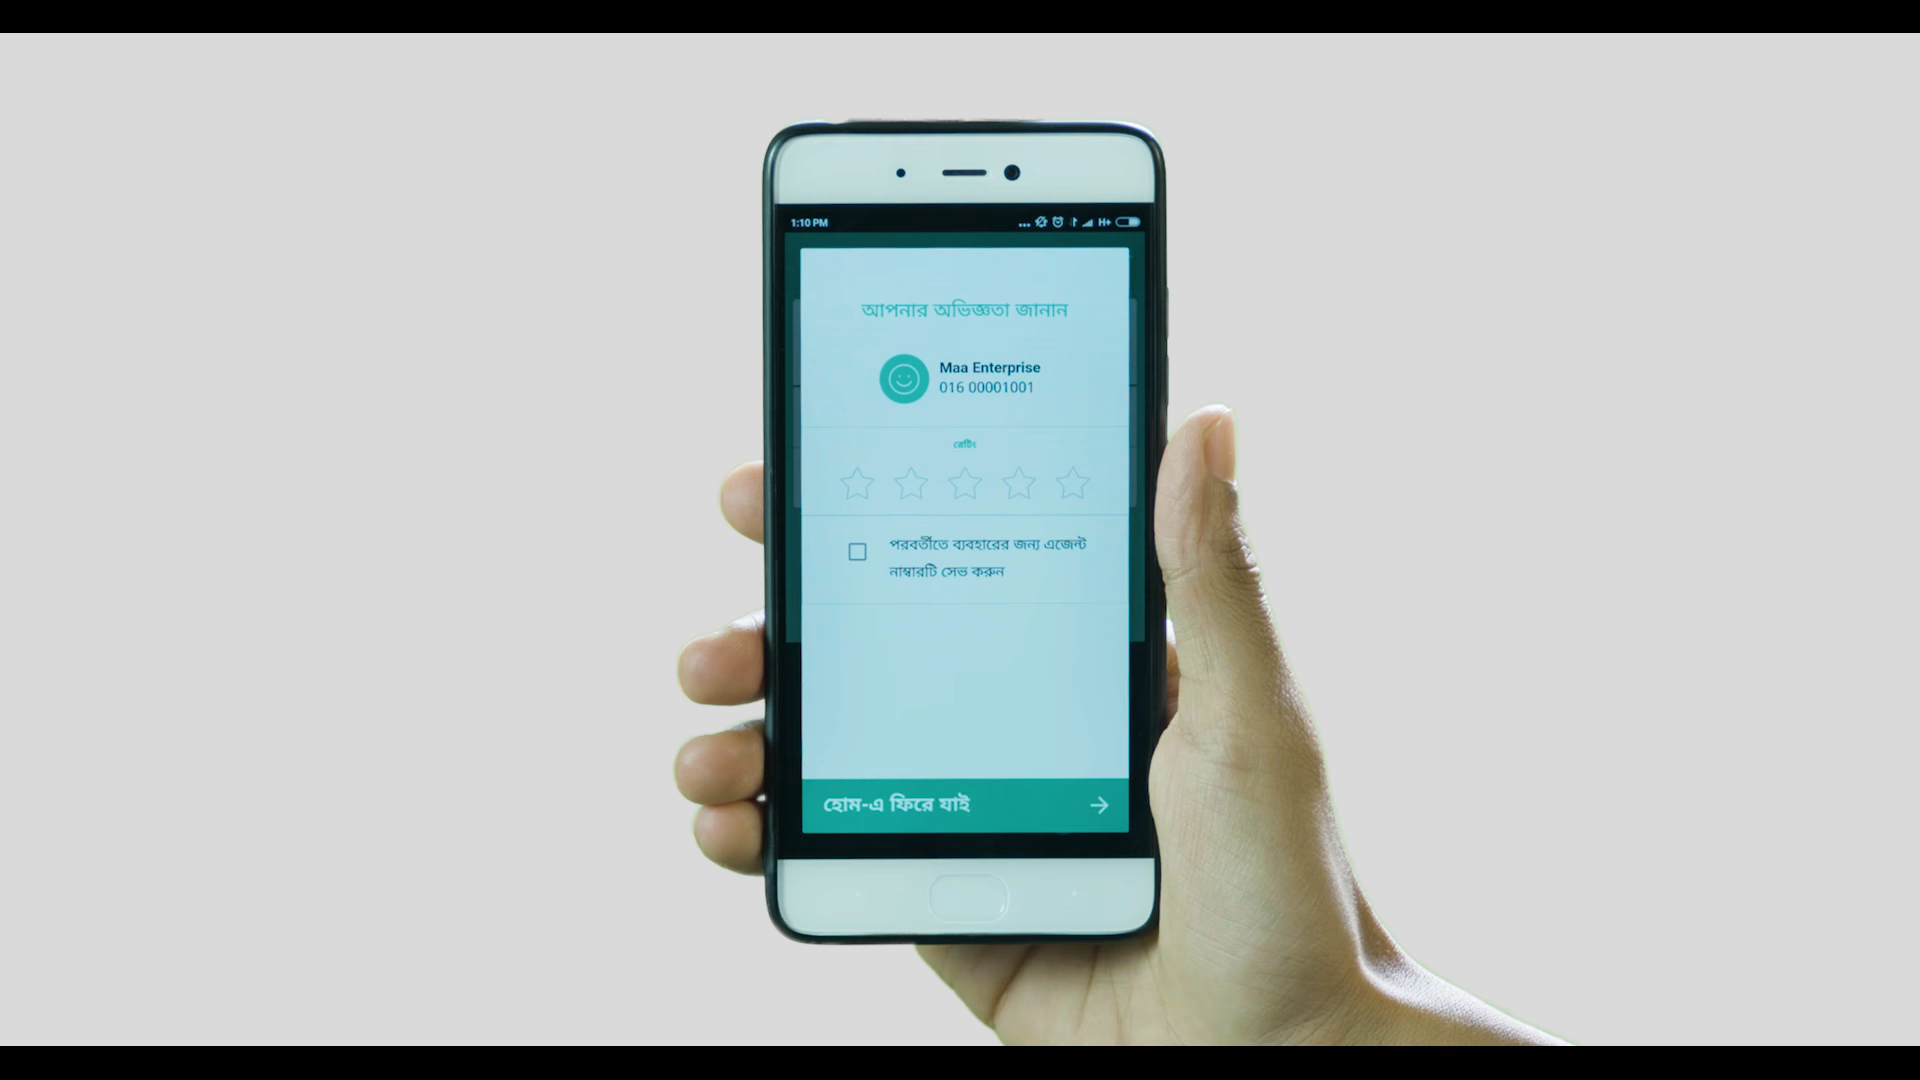 1:10 PM
H+
আপনার অভিজ্ঞতা জানান
Maa Enterprise
016 00001001
রেটিং
পরবর্তীতে ব্যবহারের জন্য এজেন্ট
নাম্বারটি সেভ করুন
হোম-এ ফিরে যাই